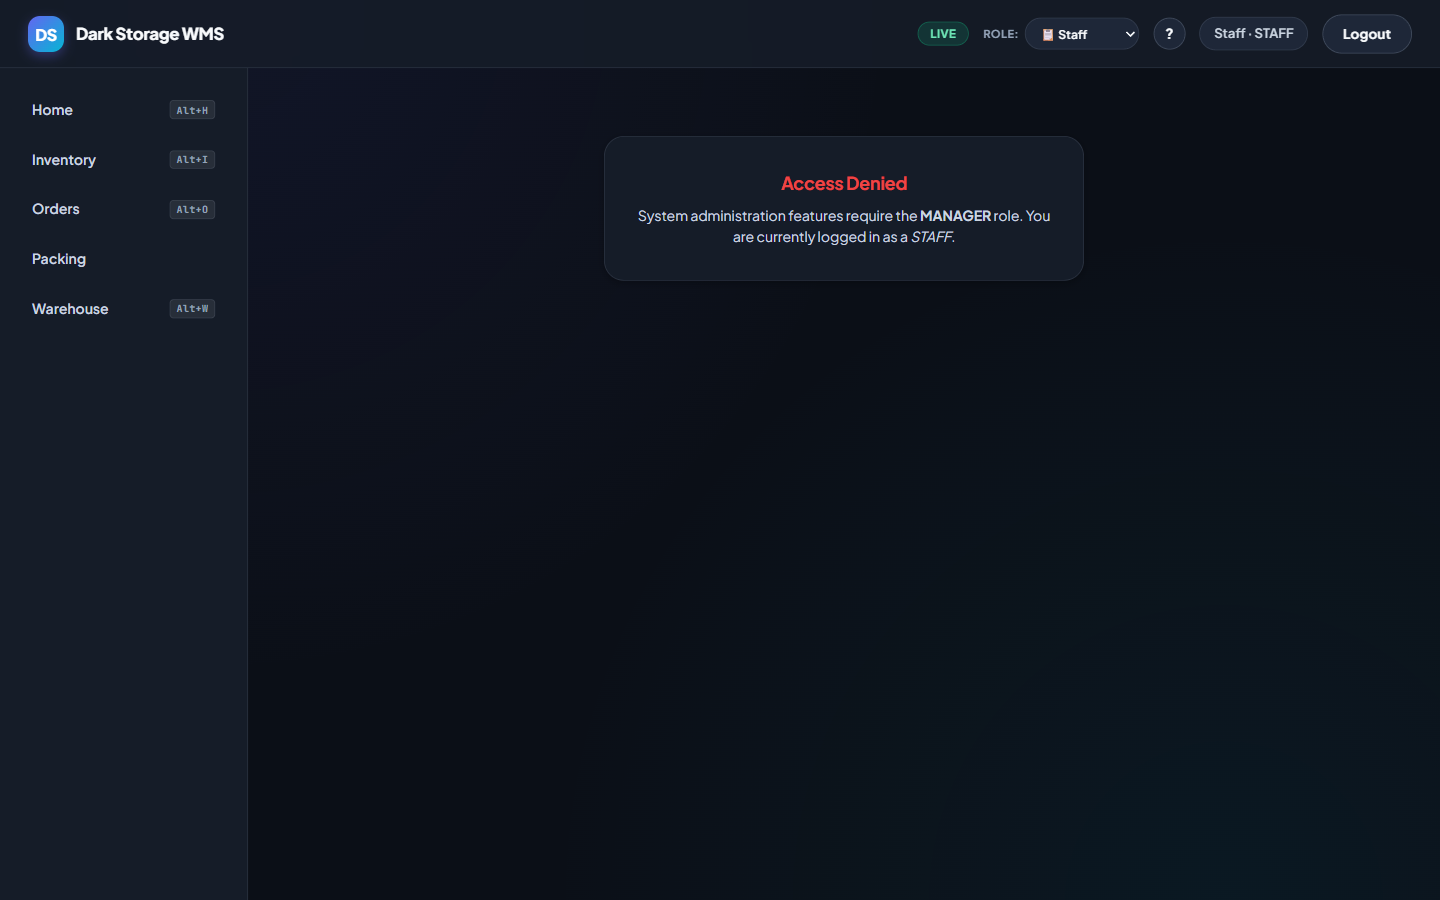 DS Dark Storage WMS
LIVE ROLE: Staff ? Staff · STAFF Logout
Home Alt+H
Inventory Alt+I
Orders Alt+O
Packing
Warehouse Alt+W
Access Denied
System administration features require the MANAGER role. You
are currently logged in as a STAFF.